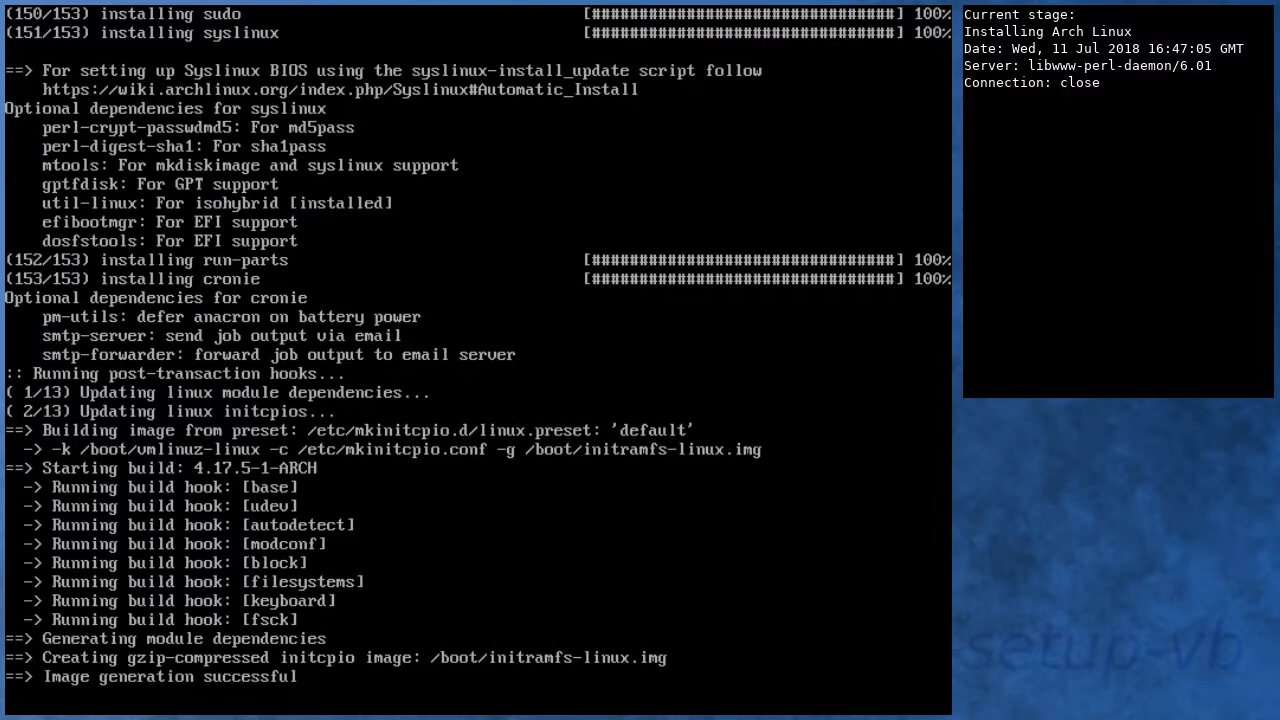 (150/153) installing sudo [################################] 100%
(151/153) installing syslinux [################################] 100%
==> For setting up Syslinux BIOS using the syslinux-install_update script follow
https://wiki.archlinux.org/index.php/Syslinux#Automatic_Install
Optional dependencies for syslinux
perl-crypt-passwdmd5: For md5pass
perl-digest-sha1: For sha1pass
mtools: For mkdiskimage and syslinux support
gptfdisk: For GPT support
util-linux: For isohybrid [installed]
efibootmgr: For EFI support
dosfstools: For EFI support
(152/153) installing run-parts [################################] 100%
(153/153) installing cronie [################################] 100%
Optional dependencies for cronie
pm-utils: defer anacron on battery power
smtp-server: send job output via email
smtp-forwarder: forward job output to email server
:: Running post-transaction hooks...
( 1/13) Updating linux module dependencies...
( 2/13) Updating linux initcpios...
==> Building image from preset: /etc/mkinitcpio.d/linux.preset: 'default'
-> -k /boot/vmlinuz-linux -c /etc/mkinitcpio.conf -g /boot/initramfs-linux.img
==> Starting build: 4.17.5-1-ARCH
-> Running build hook: [base]
-> Running build hook: [udev]
-> Running build hook: [autodetect]
-> Running build hook: [modconf]
-> Running build hook: [block]
-> Running build hook: [filesystems]
-> Running build hook: [keyboard]
-> Running build hook: [fsck]
==> Generating module dependencies
==> Creating gzip-compressed initcpio image: /boot/initramfs-linux.img
==> Image generation successful
Current stage:
Installing Arch Linux
Date: Wed, 11 Jul 2018 16:47:05 GMT
Server: libwww-perl-daemon/6.01
Connection: close
setup-vb